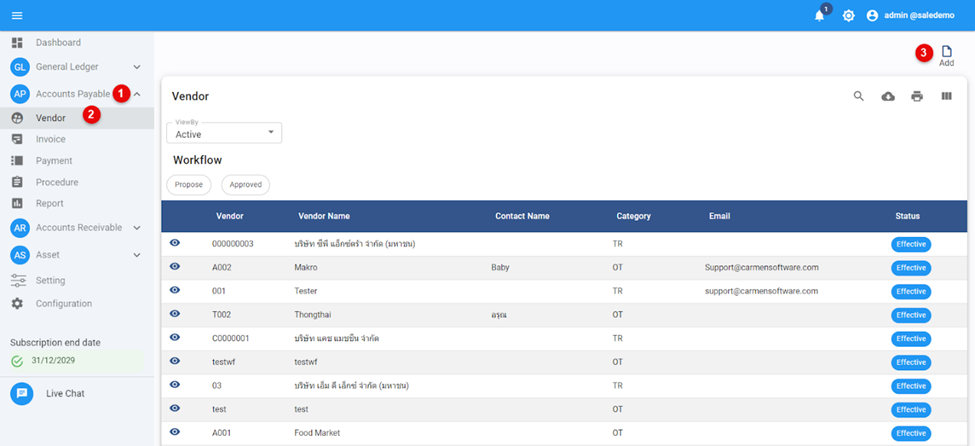 1
admin @saledemo
Dashboard
GL General Ledger
AP Accounts Payable 1
Vendor 2
Invoice
Payment
Procedure
Report
AR Accounts Receivable
AS Asset
Setting
Configuration
Subscription end date
31/12/2029
Live Chat
3
Add
Vendor
ViewBy
Active
Workflow
Propose Approved
Vendor Vendor Name Contact Name Category Email Status
000000003 บริษัท ซีพี แอ็กซ์ตร้า จำกัด (มหาชน) TR Effective
A002 Makro Baby OT Support@carmensoftware.com Effective
001 Tester TR support@carmensoftware.com Effective
T002 Thongthai อรุณ OT Effective
C0000001 บริษัท แคช แมชชีน จำกัด TR Effective
testwf testwf OT Effective
03 บริษัท เอ็ม ดี เอ็กซ์ จำกัด (มหาชน) TR Effective
test test OT Effective
A001 Food Market OT Effective